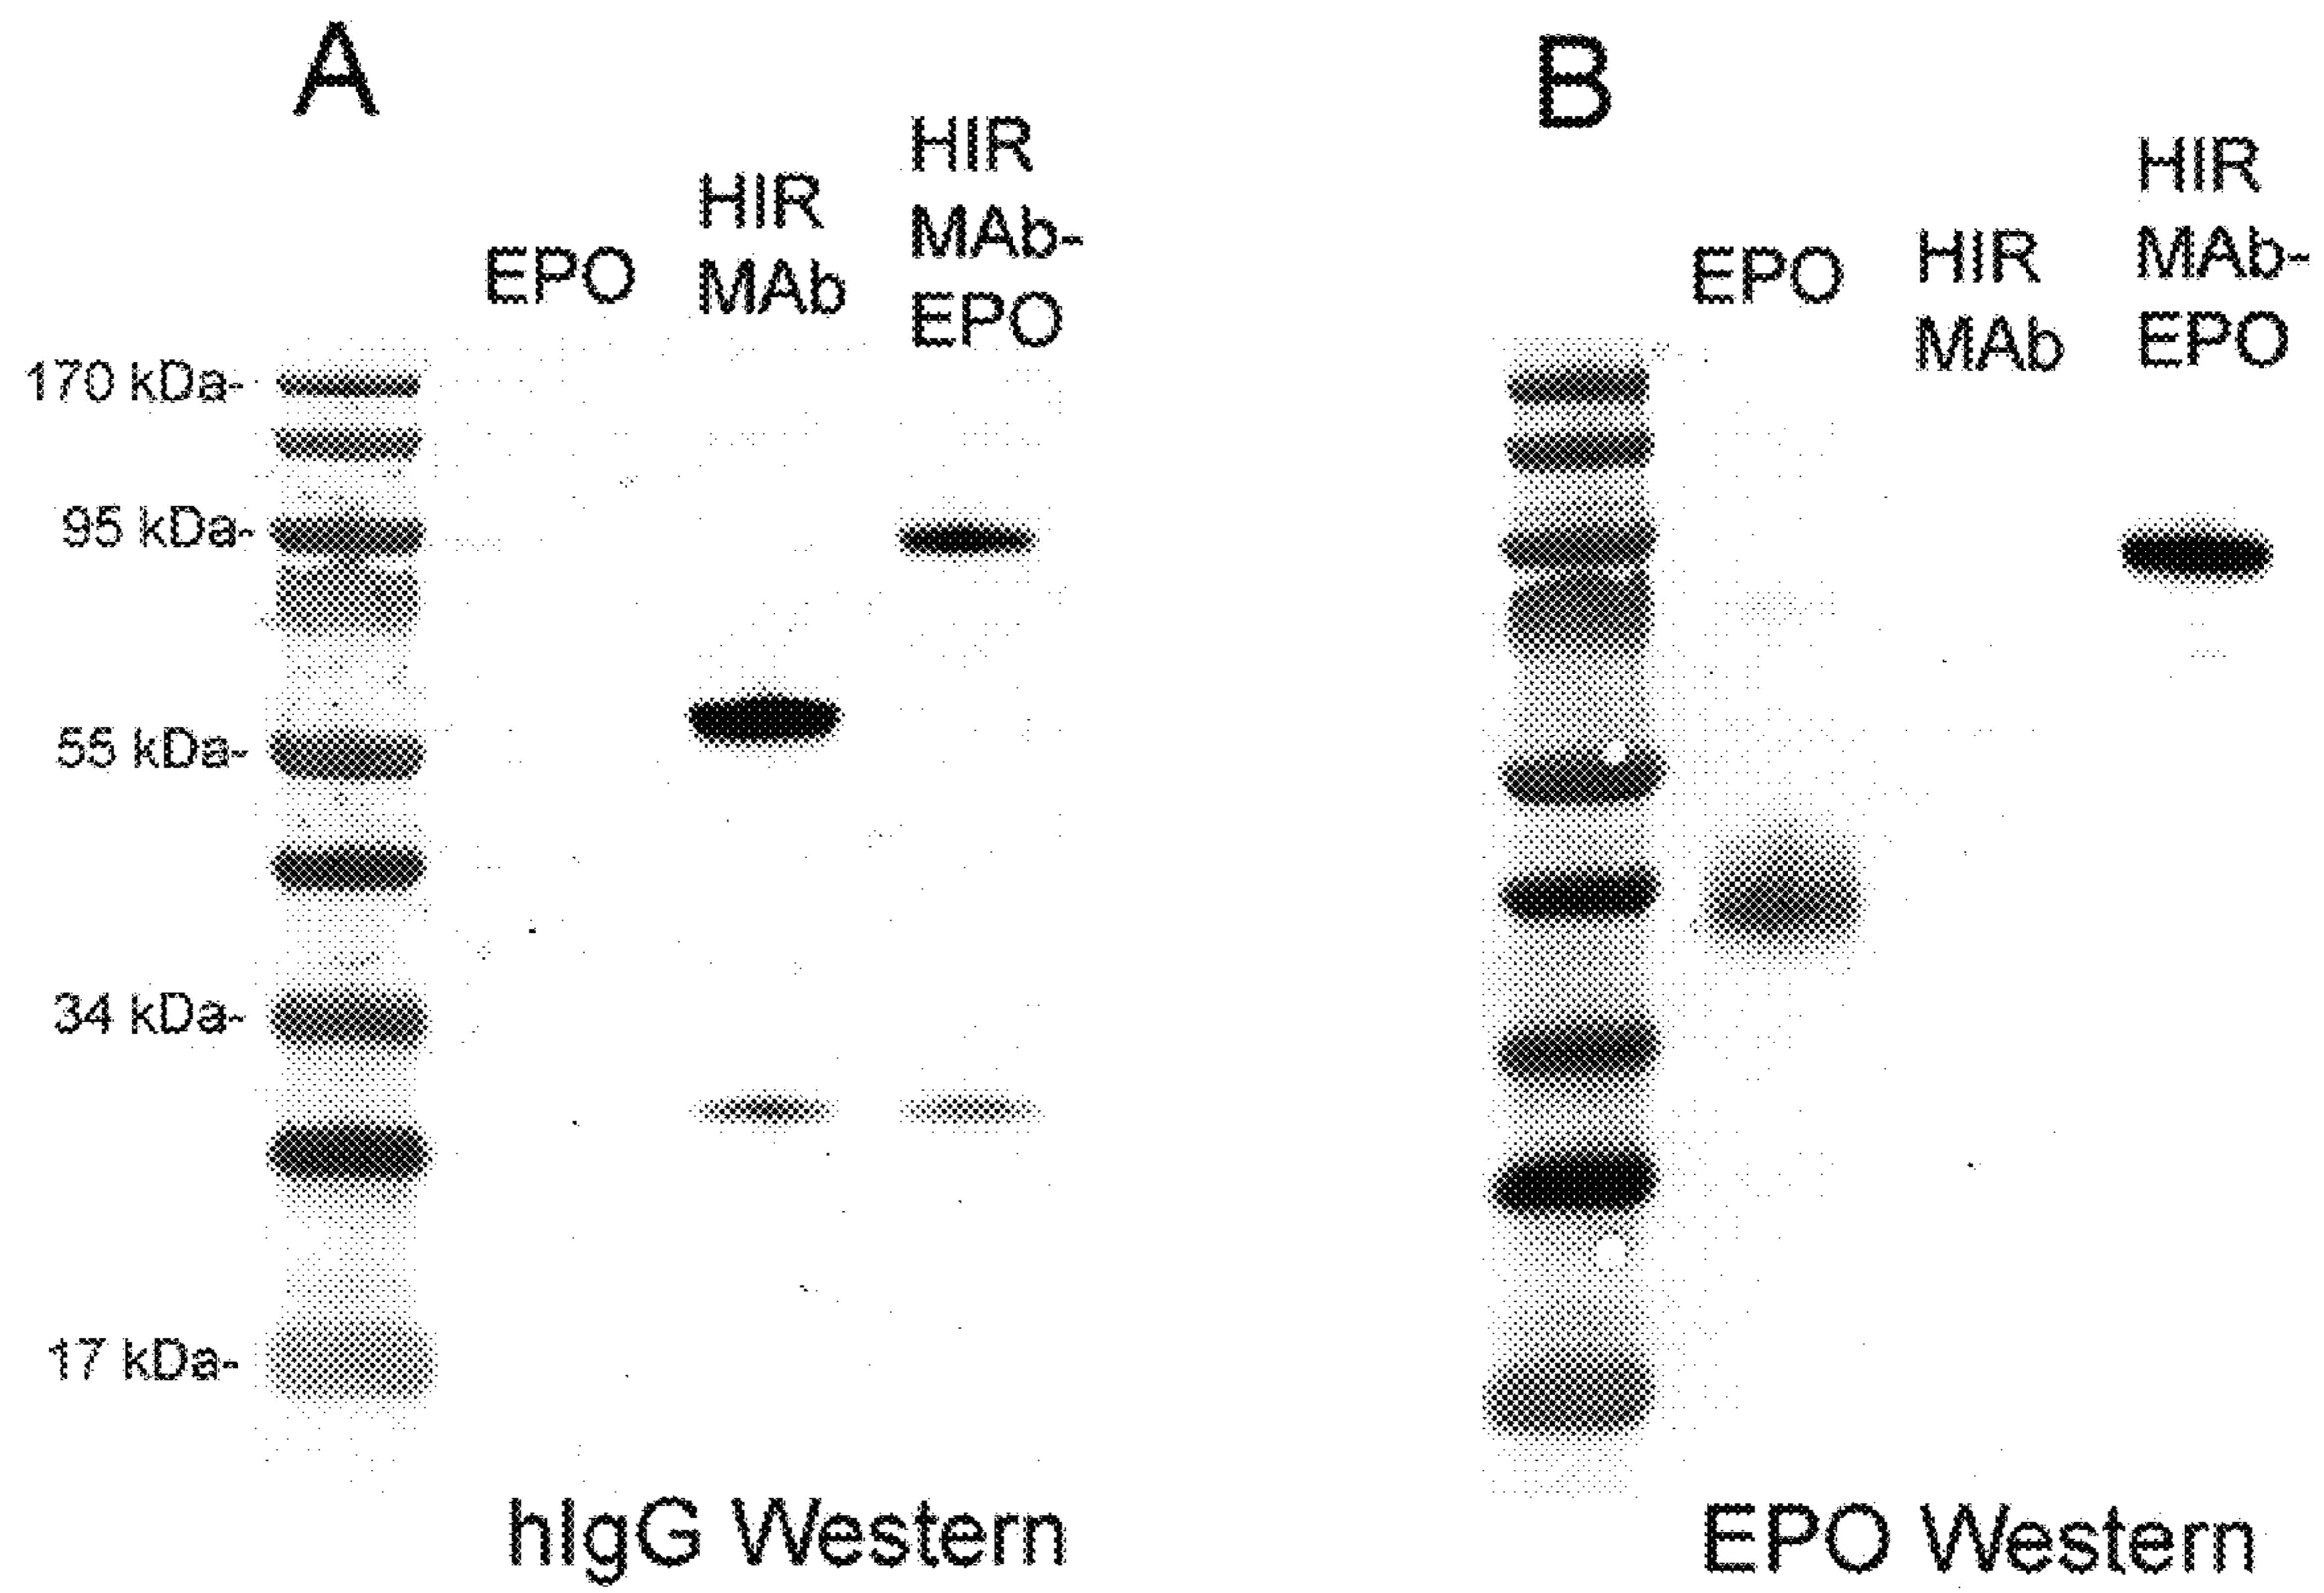 A
EPO
HIR
MAb
HIR
MAb-
EPO
170 kDa-
95 kDa-
55 kDa-
34 kDa-
17 kDa-
hIgG Western
B
EPO
HIR
MAb
HIR
MAb-
EPO
EPO Western